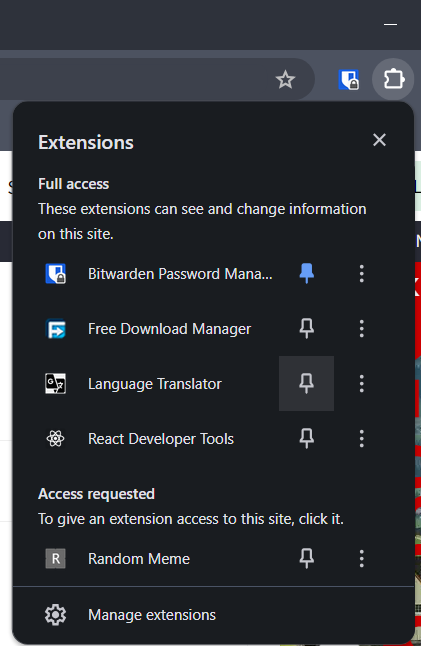 Extensions
Full access
These extensions can see and change information
on this site.
Bitwarden Password Mana...
Free Download Manager
Language Translator
React Developer Tools
Access requested
To give an extension access to this site, click it.
R
Random Meme
Manage extensions